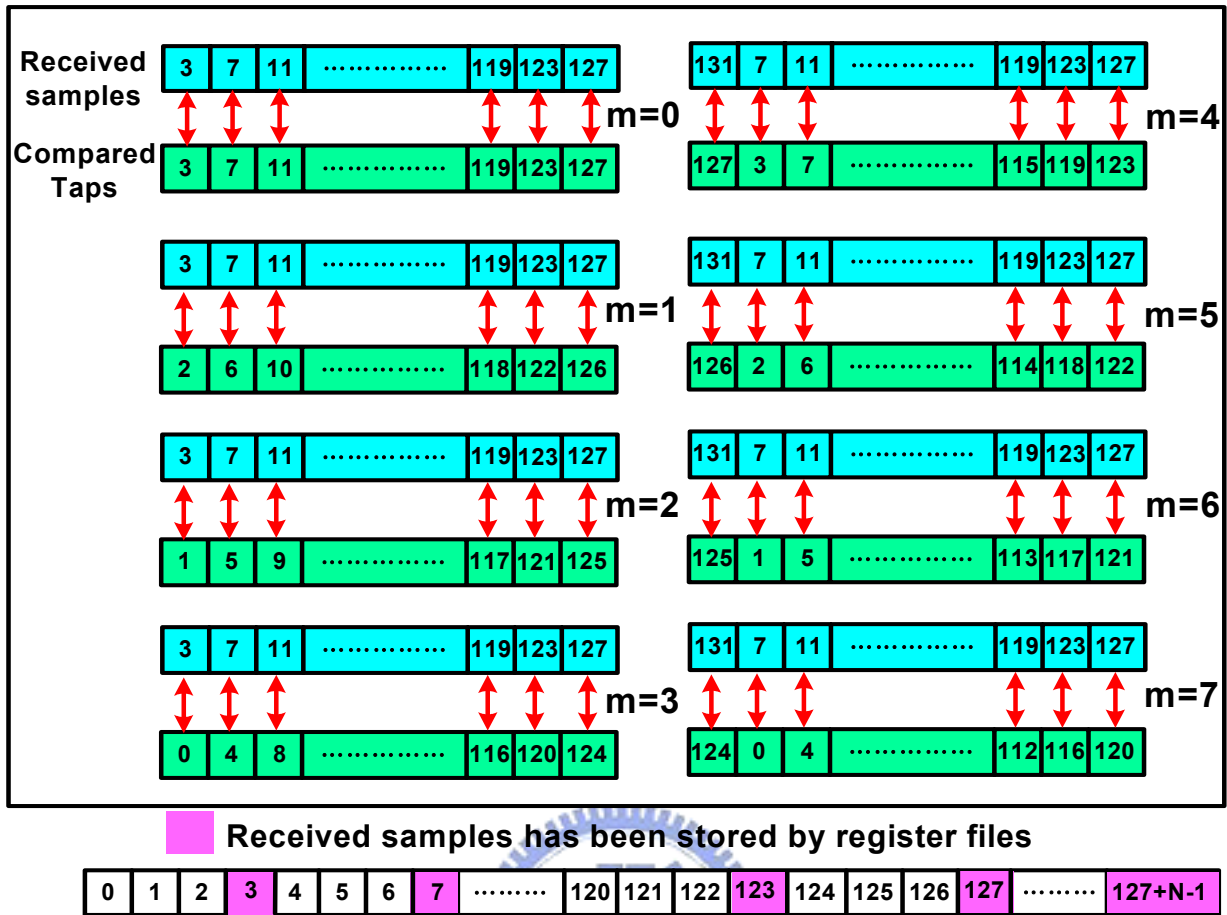 Received samples
3 7 11 ............... 119 123 127
m=0
Compared Taps
3 7 11 ............... 119 123 127
131 7 11 ............... 119 123 127
m=4
127 3 7 ............... 115 119 123
3 7 11 ............... 119 123 127
m=1
2 6 10 ............... 118 122 126
131 7 11 ............... 119 123 127
m=5
126 2 6 ............... 114 118 122
3 7 11 ............... 119 123 127
m=2
1 5 9 ............... 117 121 125
131 7 11 ............... 119 123 127
m=6
125 1 5 ............... 113 117 121
3 7 11 ............... 119 123 127
m=3
0 4 8 ............... 116 120 124
131 7 11 ............... 119 123 127
m=7
124 0 4 ............... 112 116 120
Received samples has been stored by register files
0 1 2 3 4 5 6 7 ......... 120 121 122 123 124 125 126 127 ......... 127+N-1